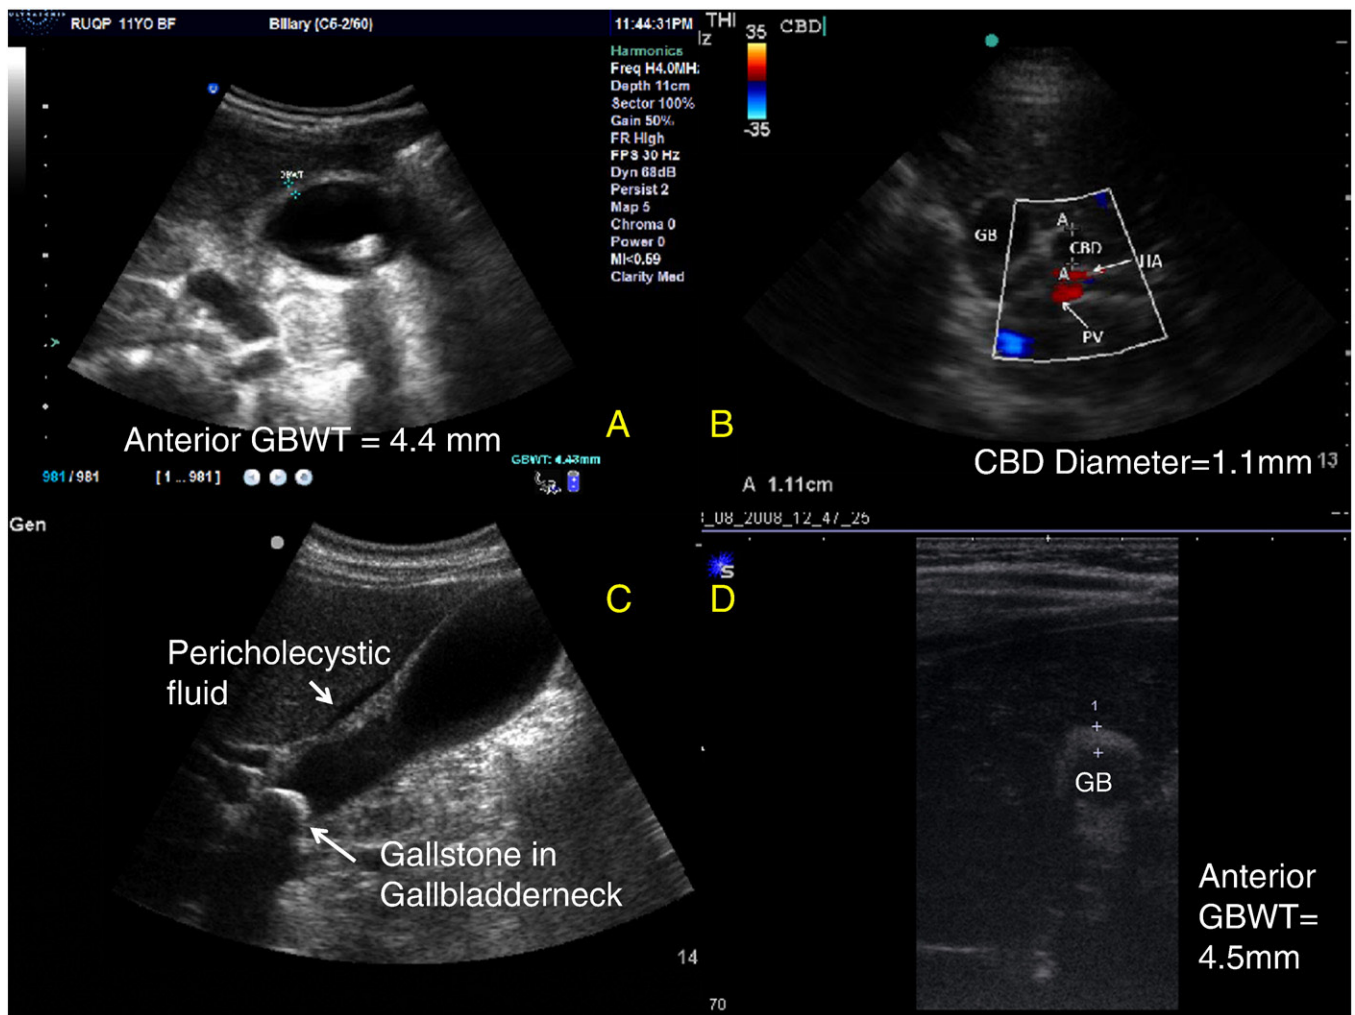 RUQP 11YO BF
Biliary (C6-2/60)
11:44:31PM
Harmonics
Freq H4.0MH:
Depth 11cm
Sector 100%
Gain 50%
FR High
FPS 30 Hz
Dyn 68dB
Persist 2
Map 5
Chroma 0
Power 0
MI<0.59
Clarity Med
GBWT
A
Anterior GBWT = 4.4 mm
GBWT: 4.43mm
981/981
[1...981]
THI
Iz
35
-35
CBD
A
GB
CBD
HA
A
PV
B
CBD Diameter=1.1mm
13
A 1.11cm
Gen
C
Pericholecystic
fluid
Gallstone in
Gallbladderneck
14
_08_2008_12_47_25
S
D
1
GB
Anterior
GBWT=
4.5mm
70